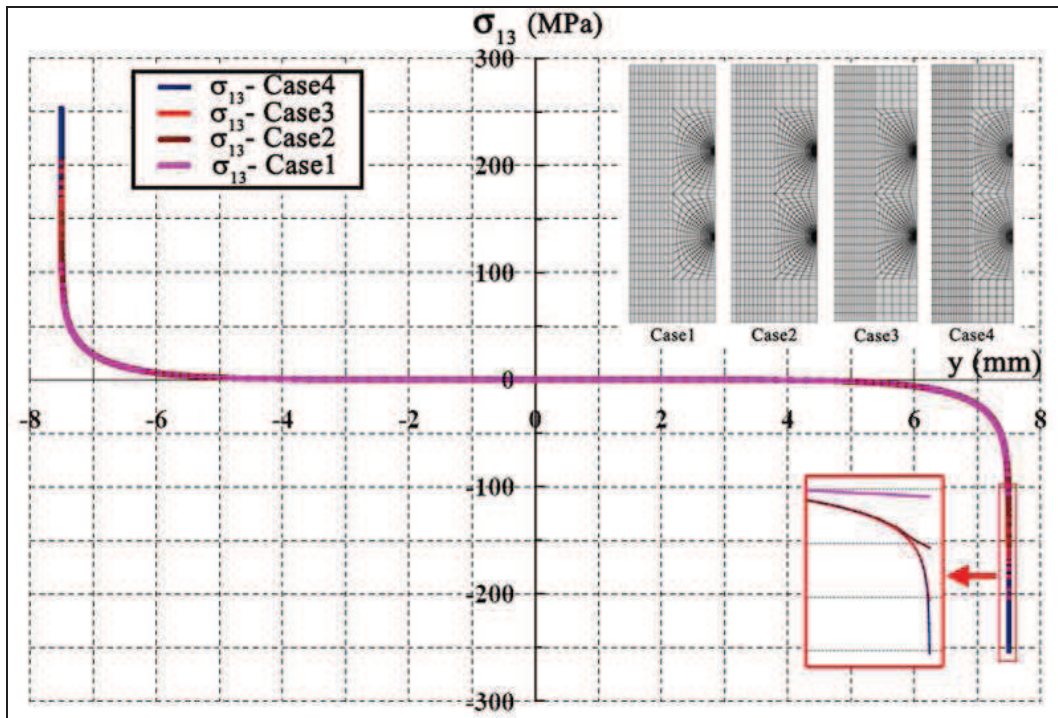 σ13 (MPa)
300
σ13- Case4
σ13- Case3
σ13- Case2
σ13- Case1
200
100
Case1 Case2 Case3 Case4
y (mm)
0
-8 -6 -4 -2 0 2 4 6 8
-100
-200
-300